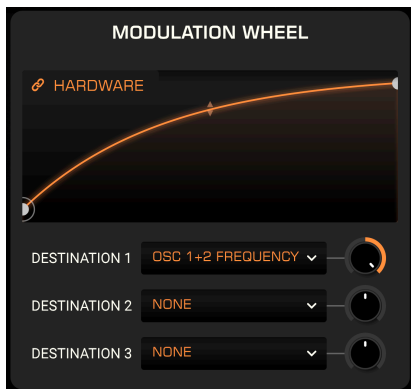 MODULATION WHEEL
HARDWARE
DESTINATION 1 OSC 1+2 FREQUENCY
DESTINATION 2 NONE
DESTINATION 3 NONE